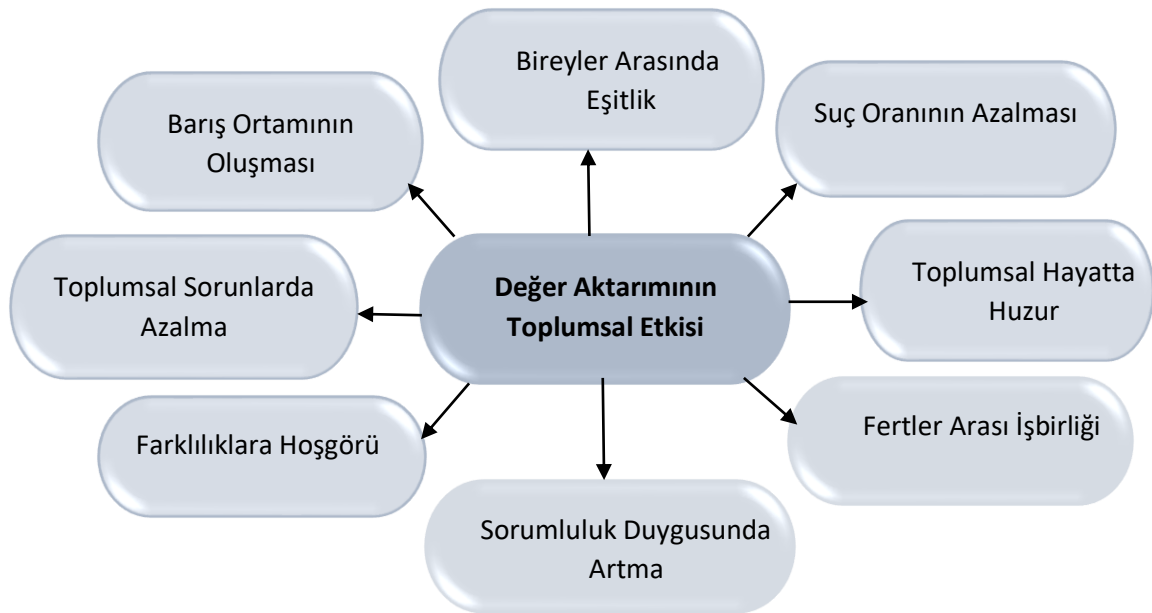 Bireyler Arasında
Eşitlik
Suç Oranının Azalması
Barış Ortamının
Oluşması
Toplumsal Hayatta
Huzur
Toplumsal Sorunlarda
Azalma
Değer Aktarımının
Toplumsal Etkisi
Fertler Arası İşbirliği
Farklılıklara Hoşgörü
Sorumluluk Duygusunda
Artma